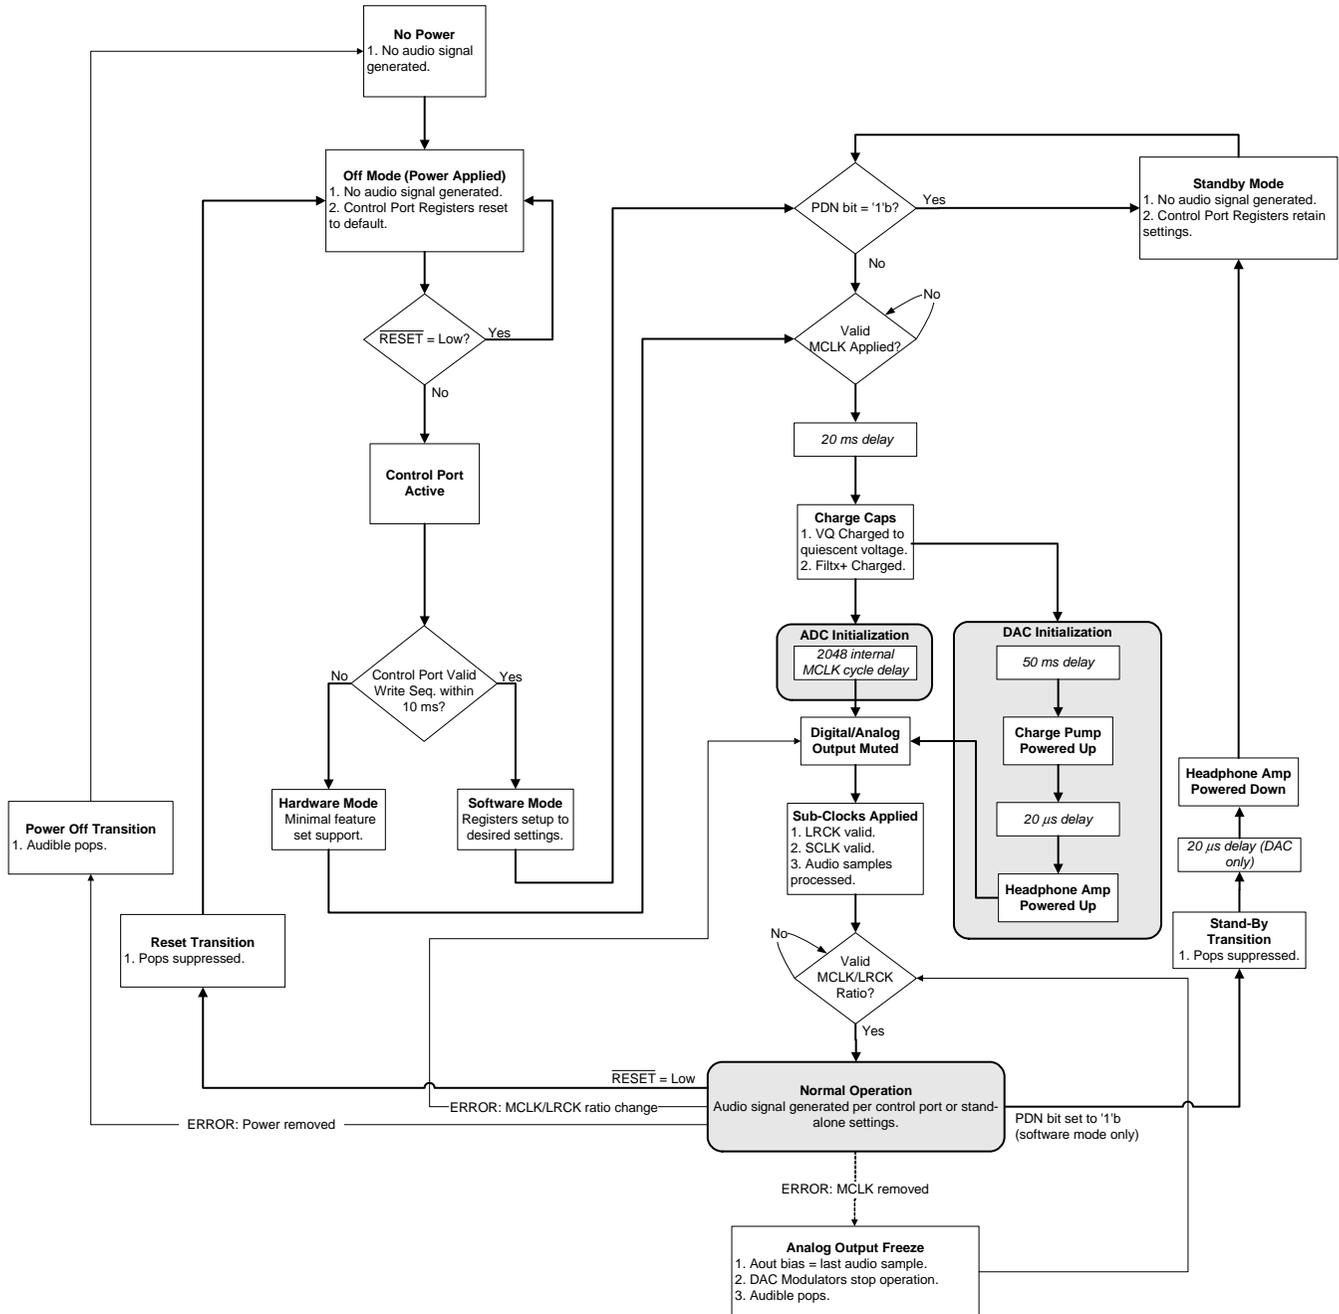 No Power
1. No audio signal
generated.
Off Mode (Power Applied)
1. No audio signal generated.
2. Control Port Registers reset
to default.
RESET = Low?
Yes
No
Control Port
Active
Control Port Valid
Write Seq. within
10 ms?
No
Yes
Hardware Mode
Minimal feature
set support.
Software Mode
Registers setup to
desired settings.
Power Off Transition
1. Audible pops.
Reset Transition
1. Pops suppressed.
PDN bit = '1'b?
Yes
No
Standby Mode
1. No audio signal generated.
2. Control Port Registers retain
settings.
Valid
MCLK Applied?
No
20 ms delay
Charge Caps
1. VQ Charged to
quiescent voltage.
2. Filtx+ Charged.
ADC Initialization
2048 internal
MCLK cycle delay
DAC Initialization
50 ms delay
Charge Pump
Powered Up
20 μs delay
Headphone Amp
Powered Up
Digital/Analog
Output Muted
Sub-Clocks Applied
1. LRCK valid.
2. SCLK valid.
3. Audio samples
processed.
No
Valid
MCLK/LRCK
Ratio?
Yes
Headphone Amp
Powered Down
20 μs delay (DAC
only)
Stand-By
Transition
1. Pops suppressed.
RESET = Low
ERROR: MCLK/LRCK ratio change
ERROR: Power removed
Normal Operation
Audio signal generated per control port or stand-
alone settings.
PDN bit set to '1'b
(software mode only)
ERROR: MCLK removed
Analog Output Freeze
1. Aout bias = last audio sample.
2. DAC Modulators stop operation.
3. Audible pops.